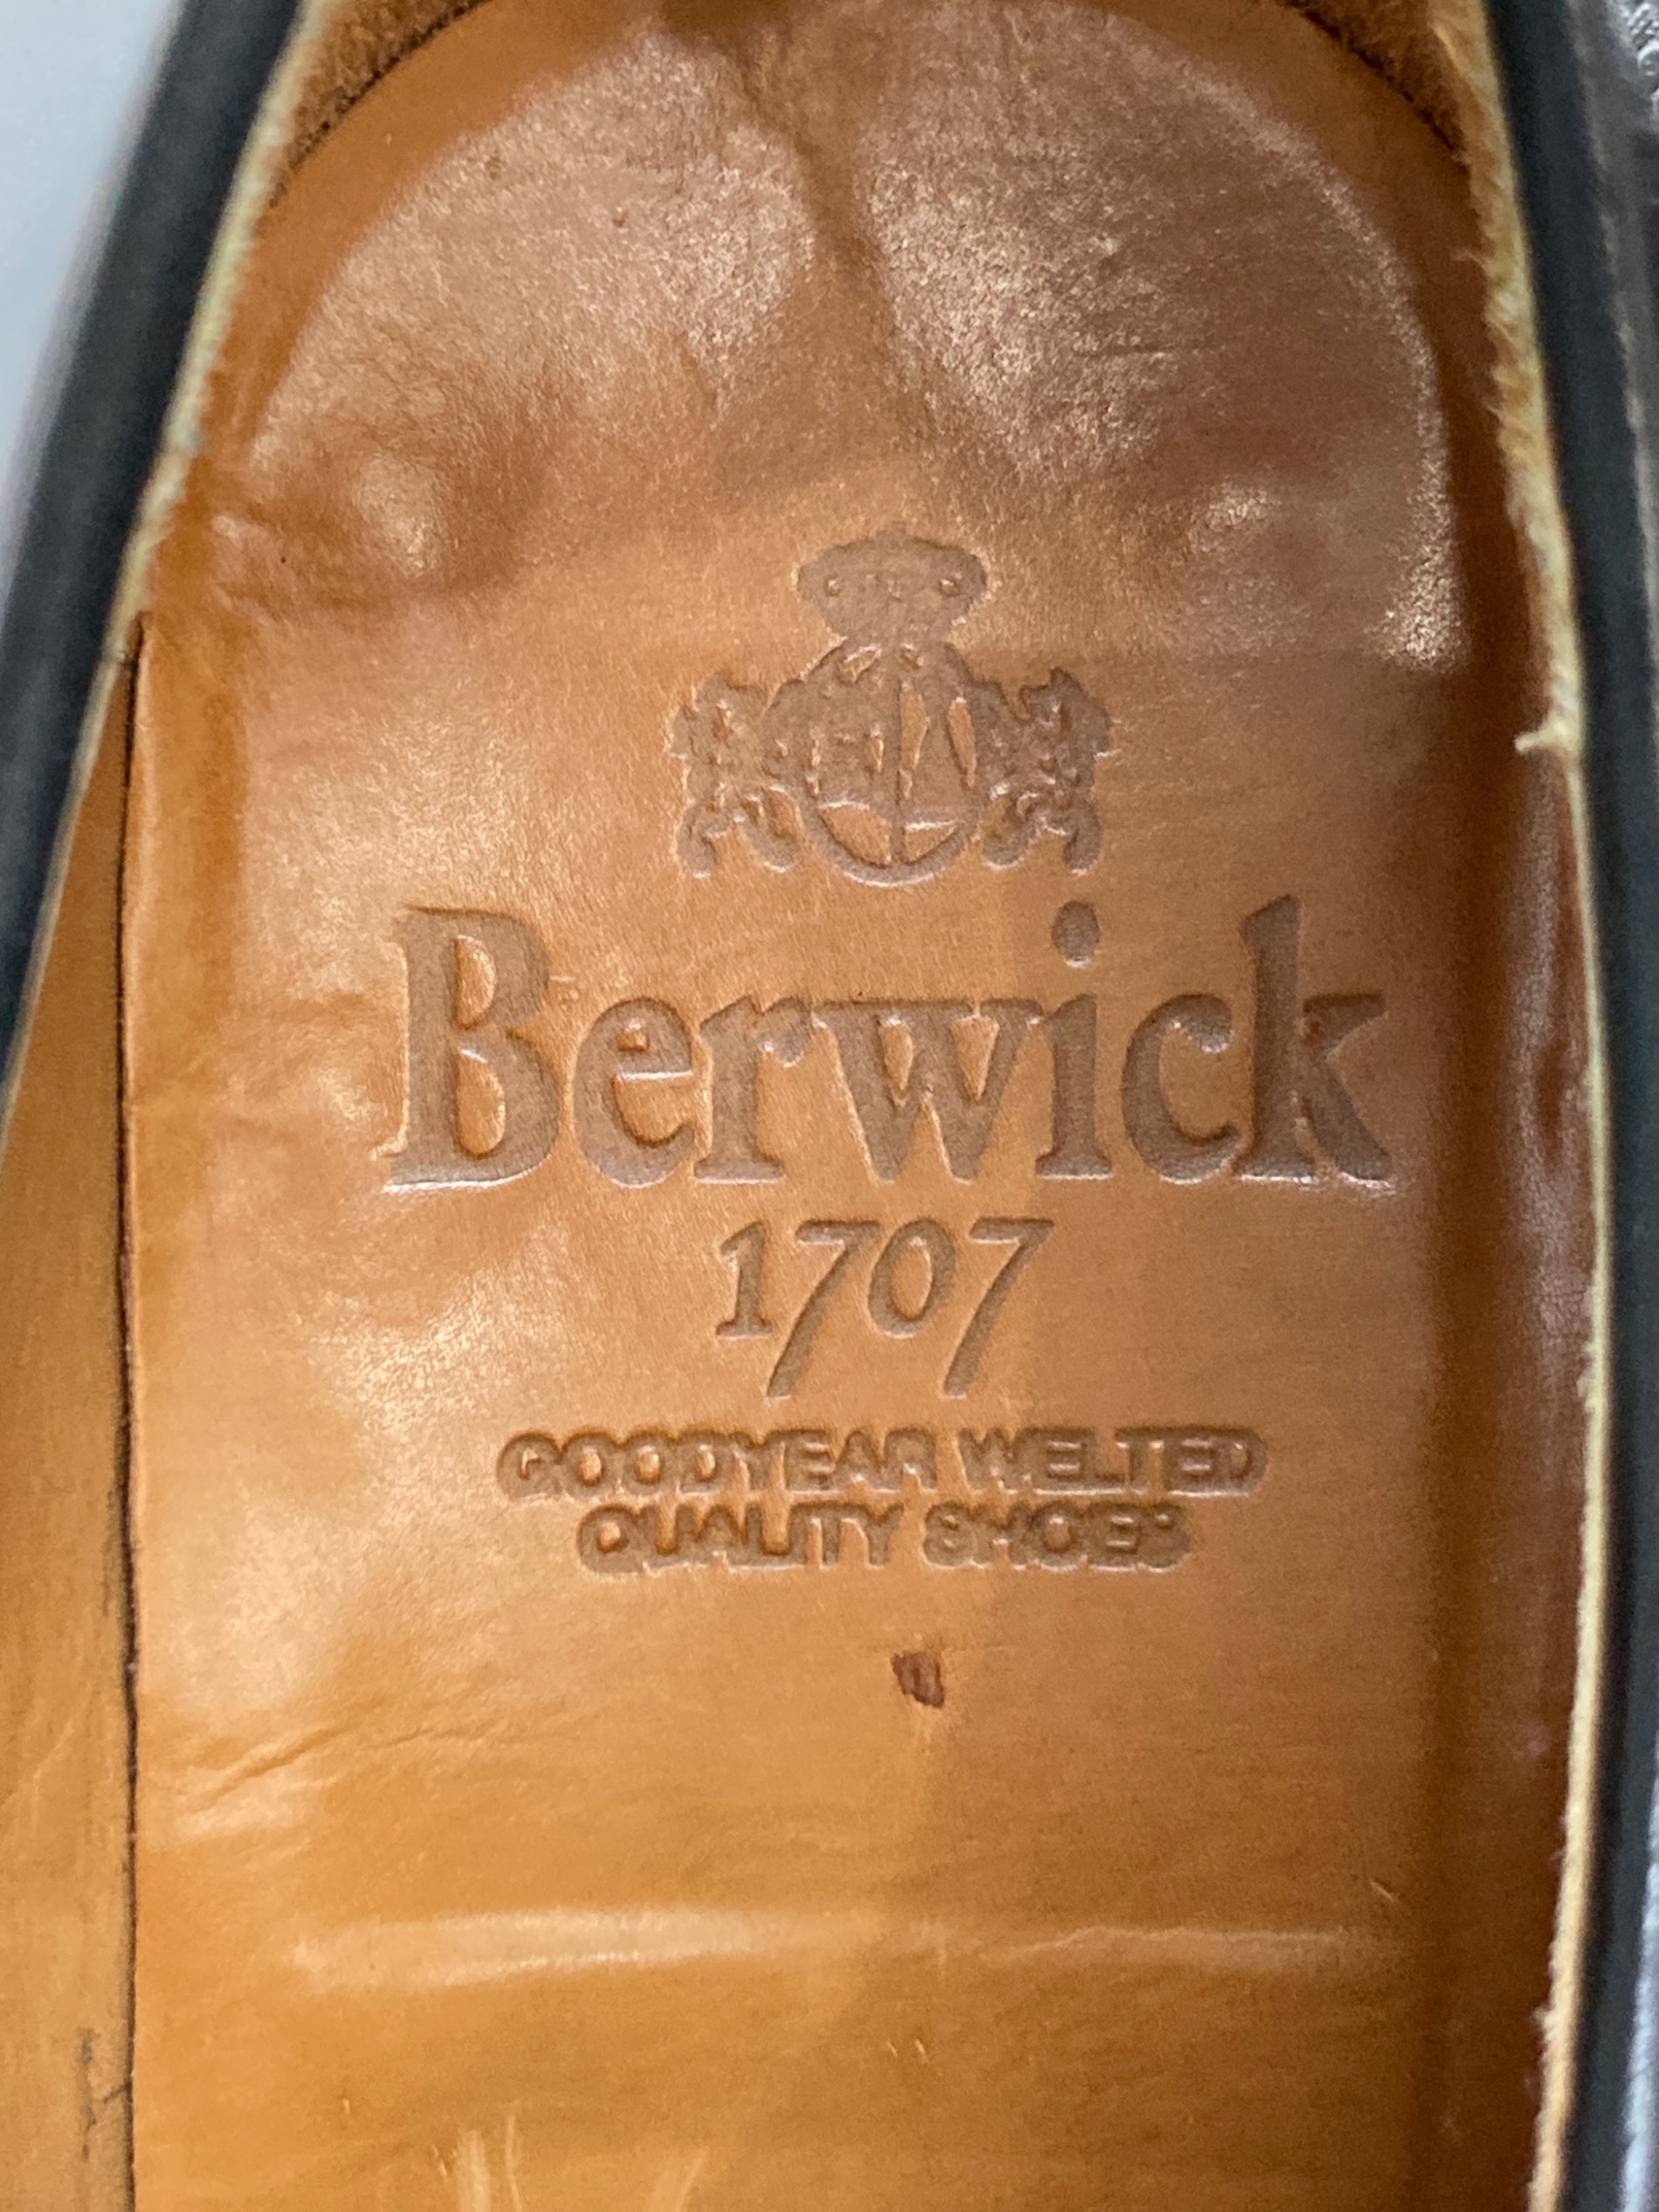 Berwick
1707
GOODYEAR WELTED
QUALITY SHOES